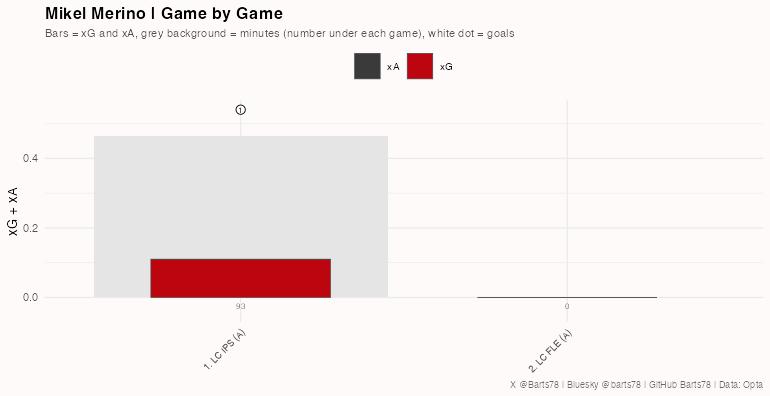 Mikel Merino | Game by Game
Bars = xG and xA, grey background = minutes (number under each game), white dot = goals
xA xG
1
xG + xA
0.4
0.2
0.0
93 0
1. LC IPS (A) 2. LC FLE (A)
X @Barts78 | Bluesky @barts78 | GitHub Barts78 | Data: Opta